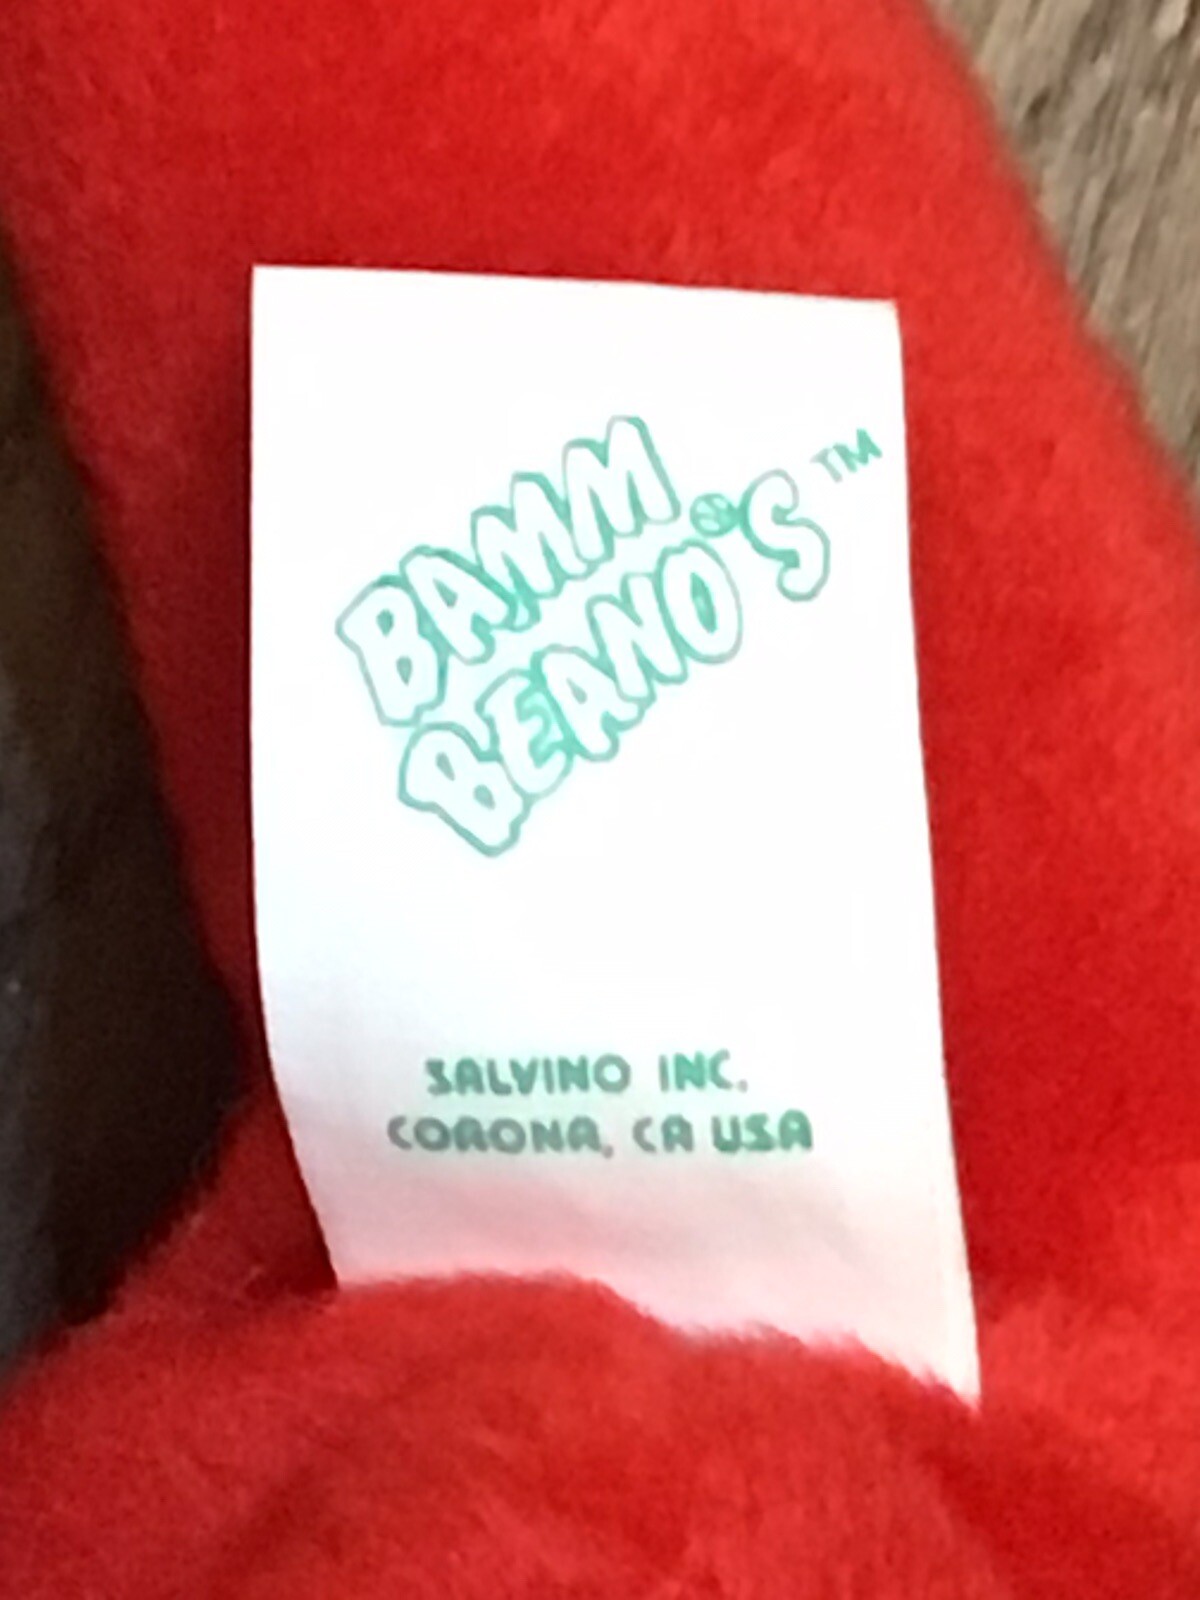 BAMM
BEANO'S™
SALVINO INC.
CORONA, CA USA